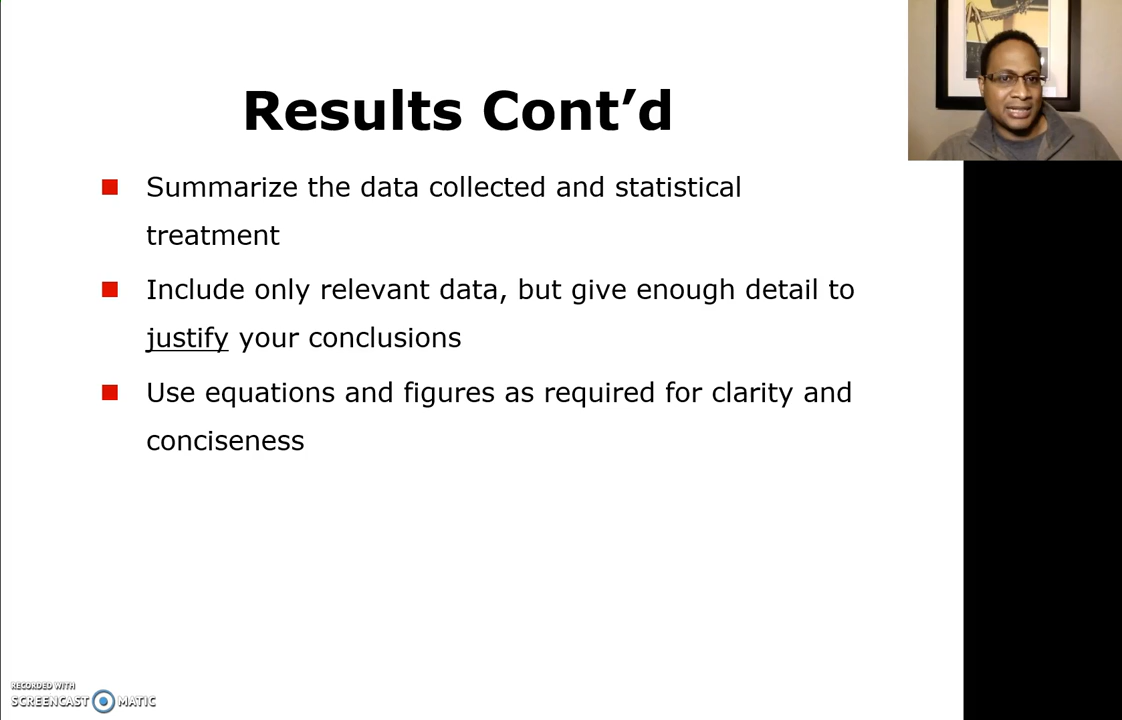 Results Cont’d
Summarize the data collected and statistical
treatment
Include only relevant data, but give enough detail to
justify your conclusions
Use equations and figures as required for clarity and
conciseness
RECORDED WITH
SCREENCAST MATIC